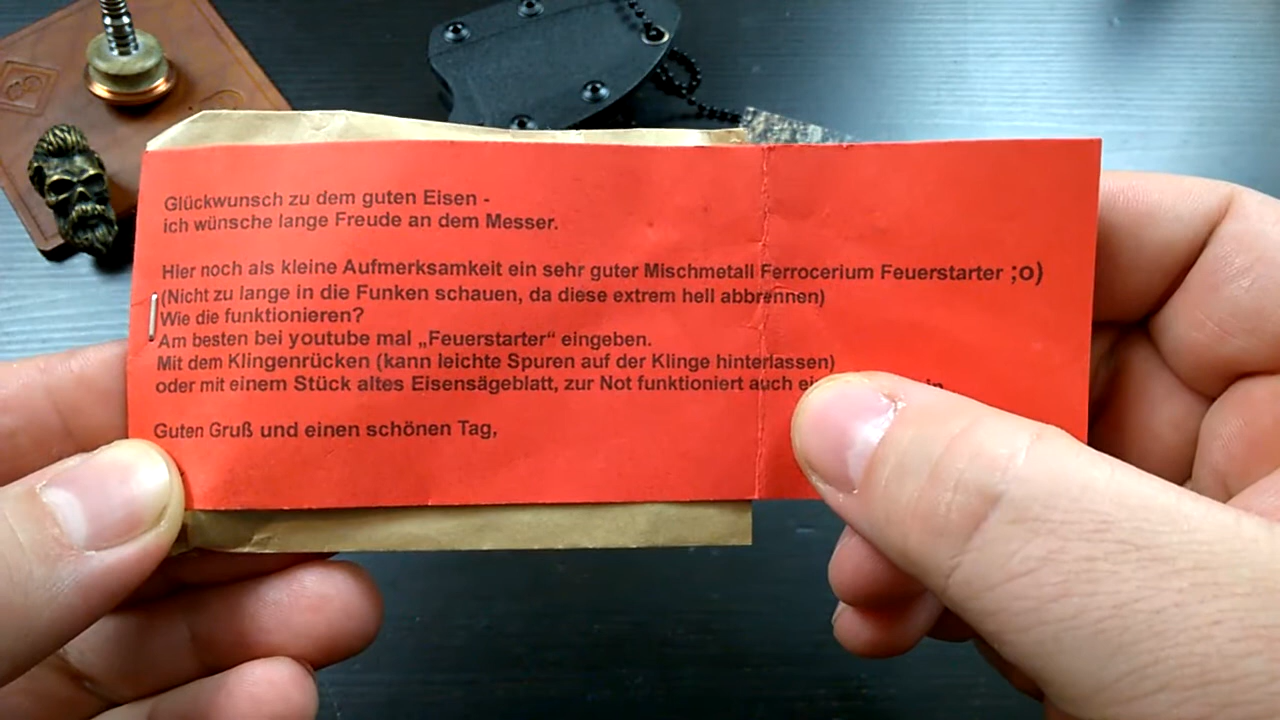 Glückwunsch zu dem guten Eisen -
ich wünsche lange Freude an dem Messer.
Hier noch als kleine Aufmerksamkeit ein sehr guter Mischmetall Ferrocerium Feuerstarter ;o)
(Nicht zu lange in die Funken schauen, da diese extrem hell abbrennen)
Wie die funktionieren?
Am besten bei youtube mal „Feuerstarter“ eingeben.
Mit dem Klingenrücken (kann leichte Spuren auf der Klinge hinterlassen)
oder mit einem Stück altes Eisensägeblatt, zur Not funktioniert auch
Guten Gruß und einen schönen Tag,